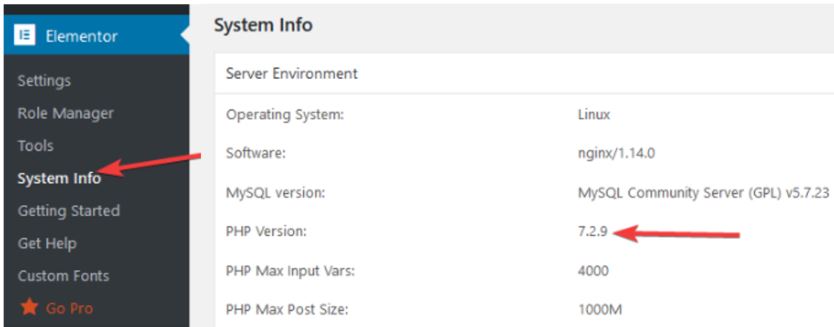 Elementor
Settings
Role Manager
Tools
System Info
Getting Started
Get Help
Custom Fonts
Go Pro
System Info
Server Environment
Operating System: Linux
Software: nginx/1.14.0
MySQL version: MySQL Community Server (GPL) v5.7.23
PHP Version: 7.2.9
PHP Max Input Vars: 4000
PHP Max Post Size: 1000M